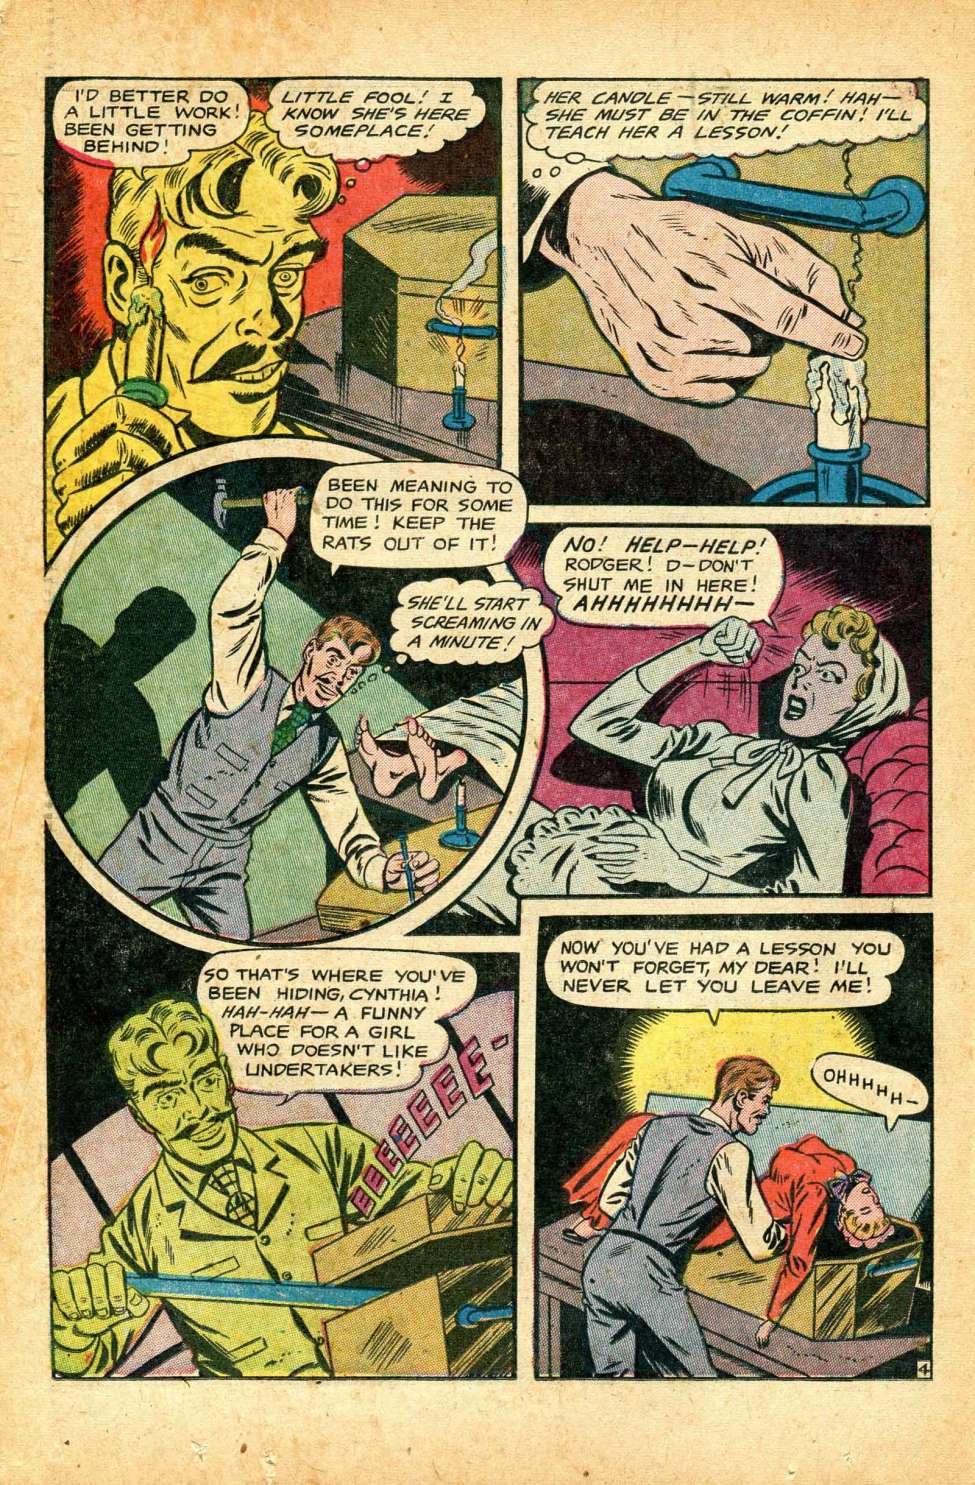 I'D BETTER DO
A LITTLE WORK!
BEEN GETTING
BEHIND!
LITTLE FOOL! I
KNOW SHE'S HERE
SOMEPLACE!
HER CANDLE—STILL WARM! HAH—
SHE MUST BE IN THE COFFIN! I'LL
TEACH HER A LESSON!
BEEN MEANING TO
DO THIS FOR SOME
TIME! KEEP THE
RATS OUT OF IT!
SHE'LL START
SCREAMING IN
A MINUTE!
NO! HELP—HELP!
RODGER! D-DON'T
SHUT ME IN HERE!
AHHHHHHHH—
SO THAT'S WHERE YOU'VE
BEEN HIDING, CYNTHIA!
HAH-HAH— A FUNNY
PLACE FOR A GIRL
WHO DOESN'T LIKE
UNDERTAKERS!
EEEEEEE-
NOW YOU'VE HAD A LESSON YOU
WON'T FORGET, MY DEAR! I'LL
NEVER LET YOU LEAVE ME!
OHHHHH—
4